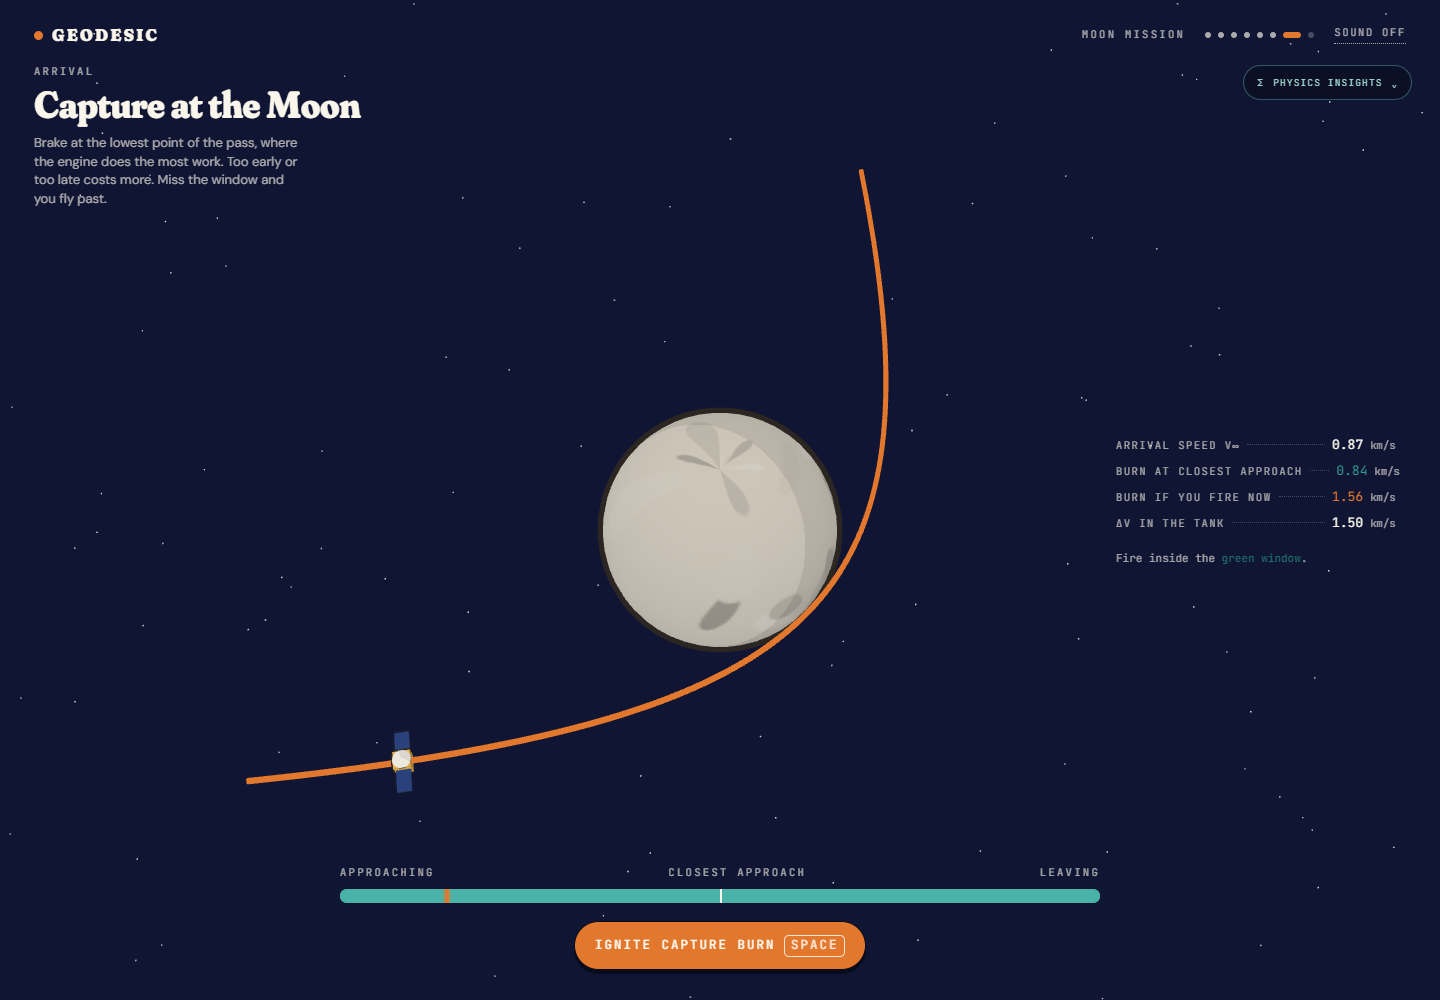 GEODESIC
MOON MISSION
SOUND OFF
Σ PHYSICS INSIGHTS
ARRIVAL
Capture at the Moon
Brake at the lowest point of the pass, where
the engine does the most work. Too early or
too late costs more. Miss the window and
you fly past.
ARRIVAL SPEED V∞ 0.87 km/s
BURN AT CLOSEST APPROACH 0.84 km/s
BURN IF YOU FIRE NOW 1.56 km/s
ΔV IN THE TANK 1.50 km/s
Fire inside the green window.
APPROACHING
CLOSEST APPROACH
LEAVING
IGNITE CAPTURE BURN SPACE